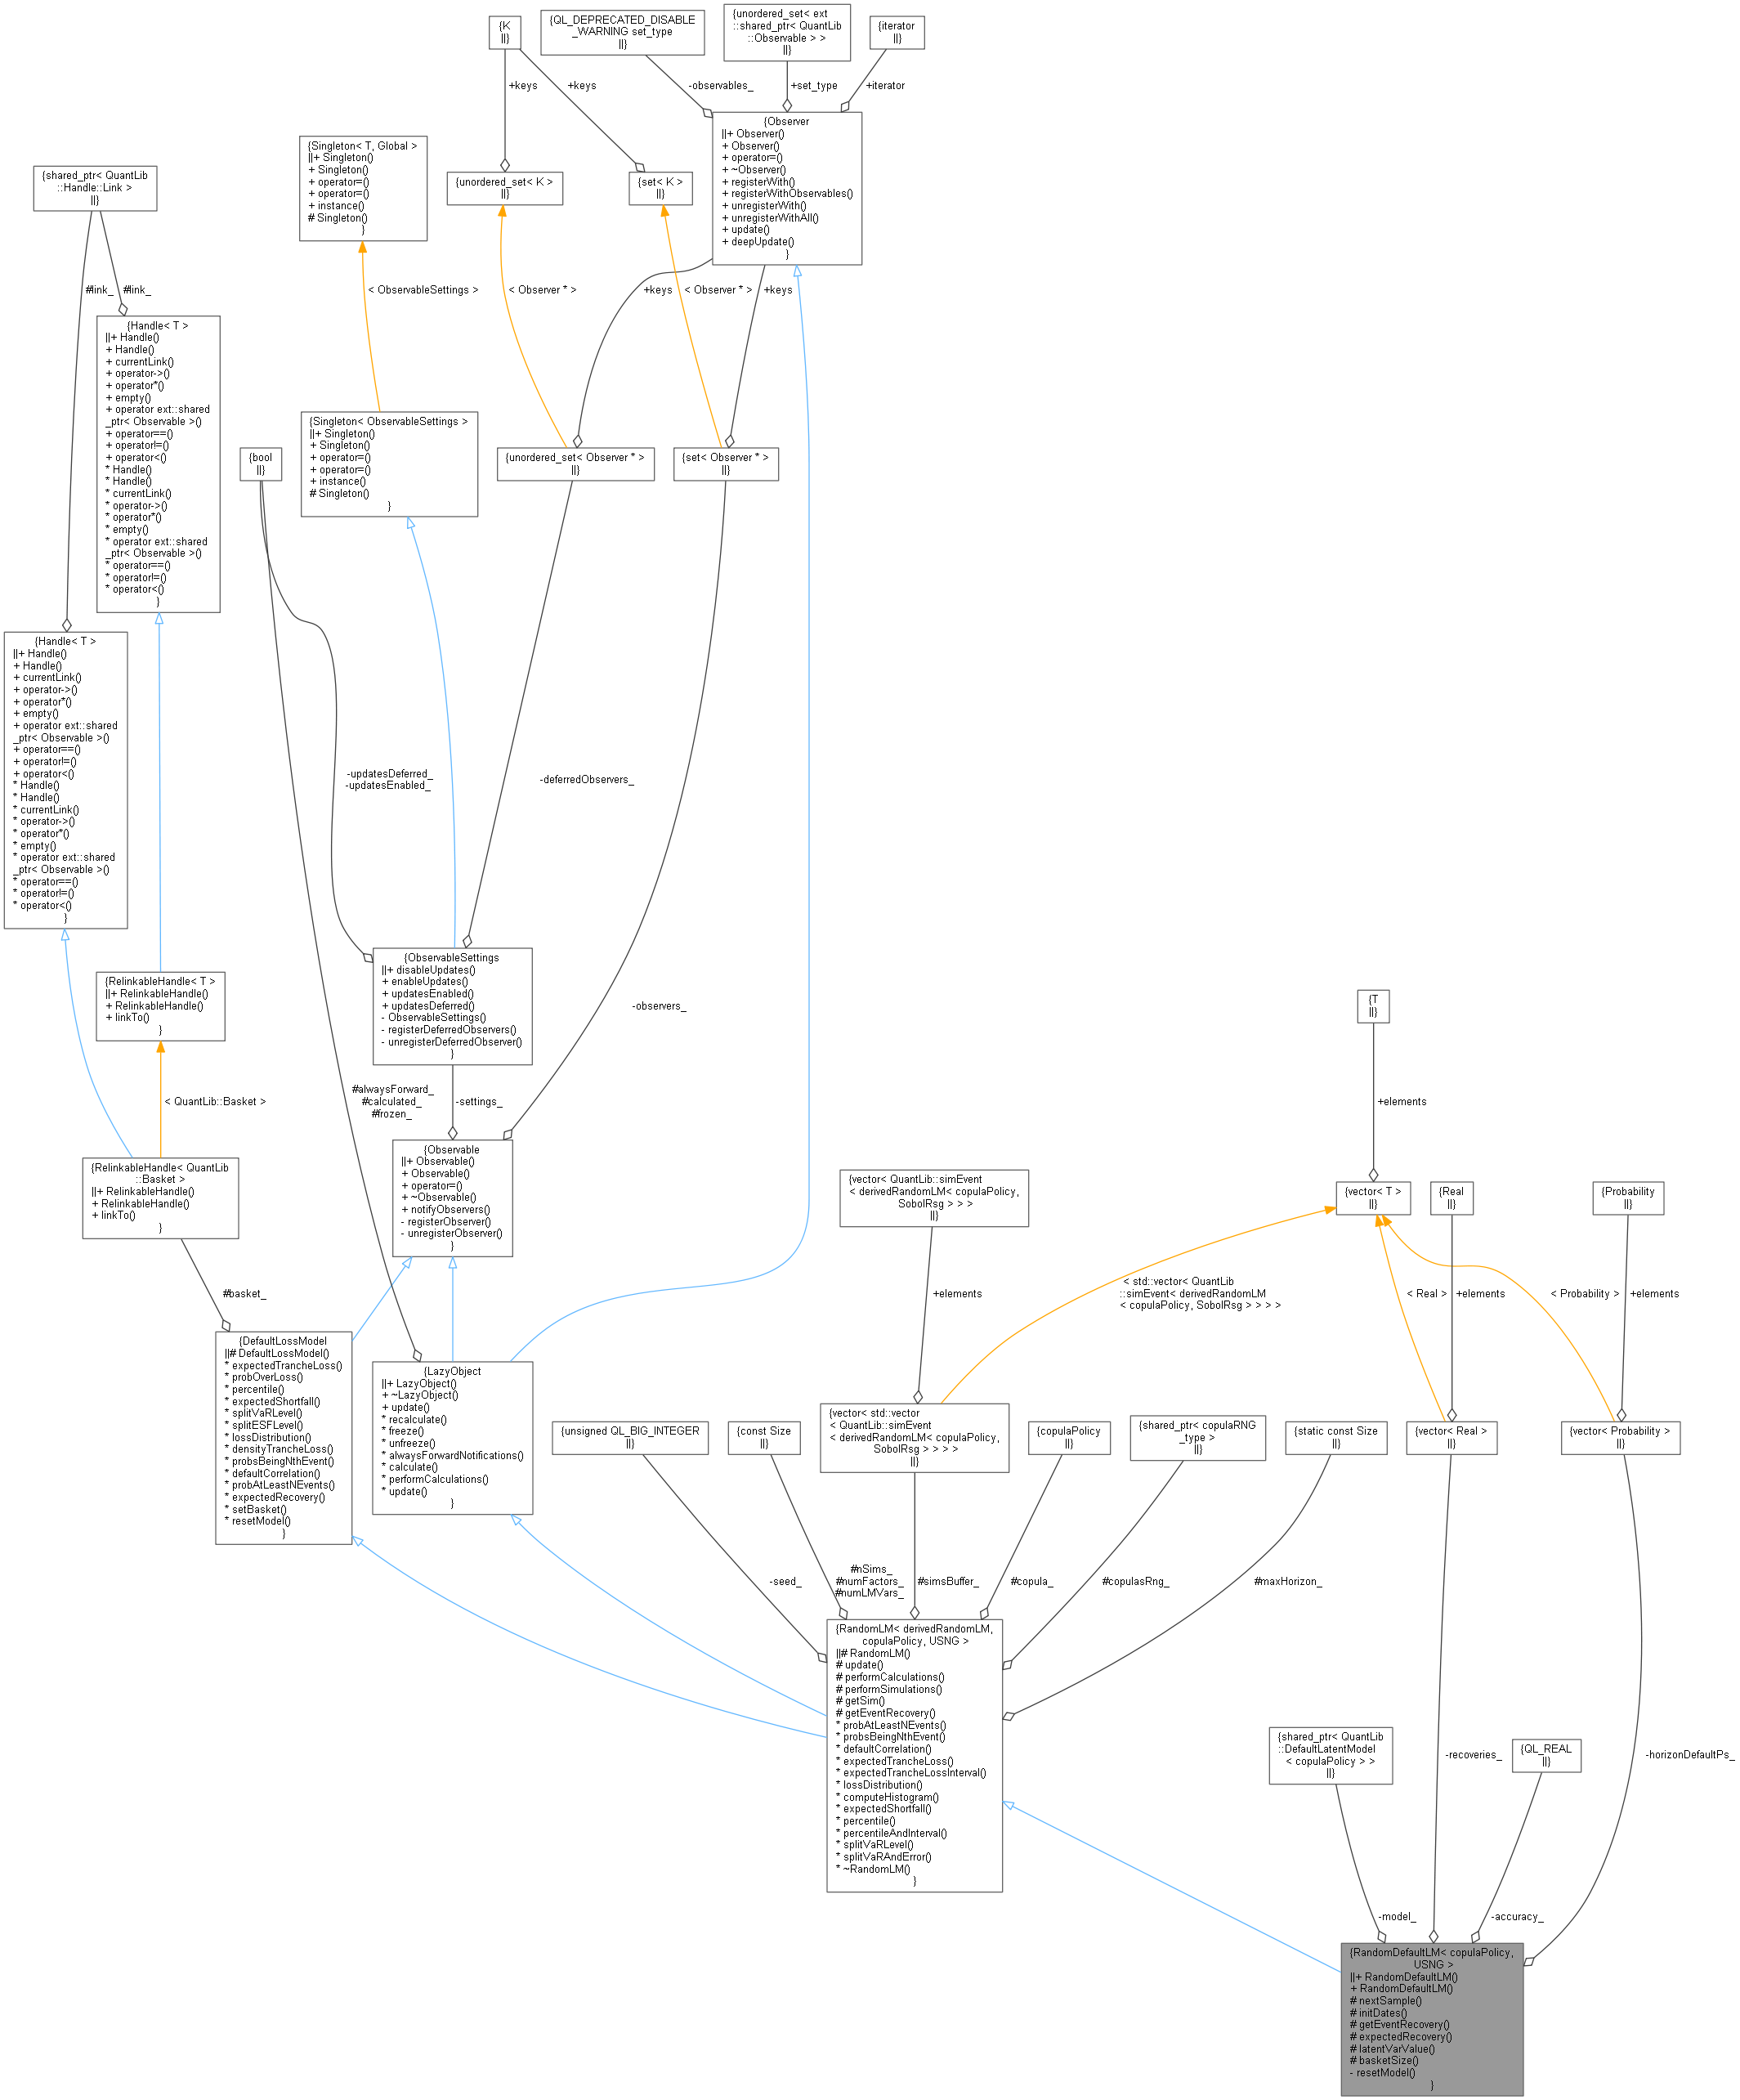 {K
||}
{QL_DEPRECATED_DISABLE
_WARNING set_type
||}
{unordered_set< ext
::shared_ptr< QuantLib
::Observable > >
||}
{iterator
||}
+keys
+keys
-observables_
+set_type
+iterator
{shared_ptr< QuantLib
::Handle::Link >
||}
{Singleton< T, Global >
||+ Singleton()
+ Singleton()
+ operator=()
+ operator=()
+ instance()
# Singleton()
}
{unordered_set< K >
||}
{set< K >
||}
{Observer
||+ Observer()
+ Observer()
+ operator=()
+ ~Observer()
+ registerWith()
+ registerWithObservables()
+ unregisterWith()
+ unregisterWithAll()
+ update()
+ deepUpdate()
}
#link_
#link_
< ObservableSettings >
< Observer * >
+keys
< Observer * >
+keys
{Handle< T >
||+ Handle()
+ Handle()
+ currentLink()
+ operator->()
+ operator*()
+ empty()
+ operator ext::shared
_ptr< Observable >()
+ operator==()
+ operator!=()
+ operator<()
* Handle()
* Handle()
* currentLink()
* operator->()
* operator*()
* empty()
* operator ext::shared
_ptr< Observable >()
* operator==()
* operator!=()
* operator<()
}
{bool
||}
{Singleton< ObservableSettings >
||+ Singleton()
+ Singleton()
+ operator=()
+ operator=()
+ instance()
# Singleton()
}
{unordered_set< Observer * >
||}
{set< Observer * >
||}
{Handle< T >
||+ Handle()
+ Handle()
+ currentLink()
+ operator->()
+ operator*()
+ empty()
+ operator ext::shared
_ptr< Observable >()
+ operator==()
+ operator!=()
+ operator<()
* Handle()
* Handle()
* currentLink()
* operator->()
* operator*()
* empty()
* operator ext::shared
_ptr< Observable >()
* operator==()
* operator!=()
* operator<()
}
-updatesDeferred_
-updatesEnabled_
-deferredObservers_
{RelinkableHandle< T >
||+ RelinkableHandle()
+ RelinkableHandle()
+ linkTo()
}
{ObservableSettings
||+ disableUpdates()
+ enableUpdates()
+ updatesEnabled()
+ updatesDeferred()
- ObservableSettings()
- registerDeferredObservers()
- unregisterDeferredObserver()
}
-observers_
{T
||}
< QuantLib::Basket >
#alwaysForward_
#calculated_
#frozen_
-settings_
+elements
{RelinkableHandle< QuantLib
::Basket >
||+ RelinkableHandle()
+ RelinkableHandle()
+ linkTo()
}
{Observable
||+ Observable()
+ Observable()
+ operator=()
+ ~Observable()
+ notifyObservers()
- registerObserver()
- unregisterObserver()
}
{vector< QuantLib::simEvent
< derivedRandomLM< copulaPolicy,
SobolRsg > > >
||}
{vector< T >
||}
{Real
||}
{Probability
||}
#basket_
+elements
< std::vector< QuantLib
::simEvent< derivedRandomLM
< copulaPolicy, SobolRsg > > > >
< Real >
+elements
< Probability >
+elements
{DefaultLossModel
||# DefaultLossModel()
* expectedTrancheLoss()
* probOverLoss()
* percentile()
* expectedShortfall()
* splitVaRLevel()
* splitESFLevel()
* lossDistribution()
* densityTrancheLoss()
* probsBeingNthEvent()
* defaultCorrelation()
* probAtLeastNEvents()
* expectedRecovery()
* setBasket()
* resetModel()
}
{LazyObject
||+ LazyObject()
+ ~LazyObject()
+ update()
* recalculate()
* freeze()
* unfreeze()
* alwaysForwardNotifications()
* calculate()
* performCalculations()
* update()
}
{unsigned QL_BIG_INTEGER
||}
{const Size
||}
{vector< std::vector
< QuantLib::simEvent
< derivedRandomLM< copulaPolicy,
SobolRsg > > > >
||}
{copulaPolicy
||}
{shared_ptr< copulaRNG
_type >
||}
{static const Size
||}
{vector< Real >
||}
{vector< Probability >
||}
-seed_
#nSims_
#numFactors_
#numLMVars_
#simsBuffer_
#copula_
#copulasRng_
#maxHorizon_
{RandomLM< derivedRandomLM,
copulaPolicy, USNG >
||# RandomLM()
# update()
# performCalculations()
# performSimulations()
# getSim()
# getEventRecovery()
* probAtLeastNEvents()
* probsBeingNthEvent()
* defaultCorrelation()
* expectedTrancheLoss()
* expectedTrancheLossInterval()
* lossDistribution()
* computeHistogram()
* expectedShortfall()
* percentile()
* percentileAndInterval()
* splitVaRLevel()
* splitVaRAndError()
* ~RandomLM()
}
{shared_ptr< QuantLib
::DefaultLatentModel
< copulaPolicy > >
||}
-recoveries_
{QL_REAL
||}
-horizonDefaultPs_
-model_
-accuracy_
{RandomDefaultLM< copulaPolicy,
USNG >
||+ RandomDefaultLM()
+ RandomDefaultLM()
# nextSample()
# initDates()
# getEventRecovery()
# expectedRecovery()
# latentVarValue()
# basketSize()
- resetModel()
}